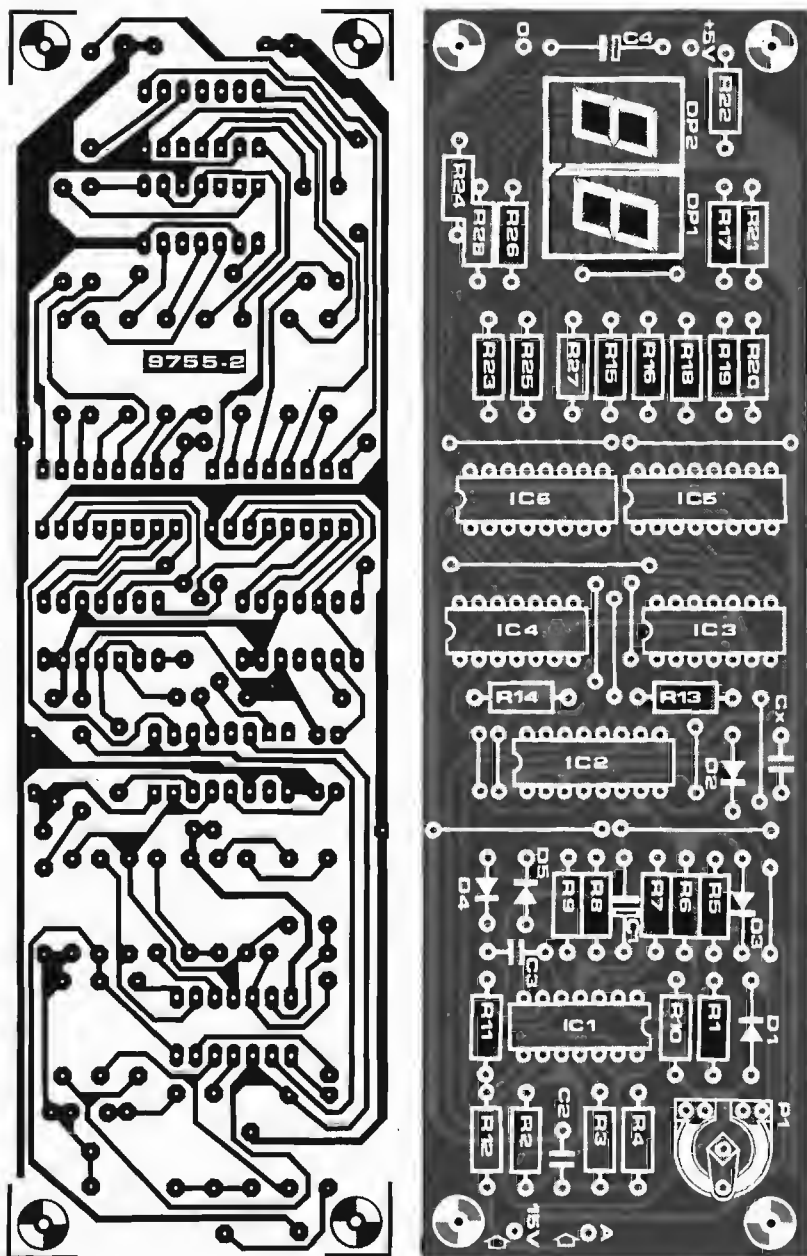 9755-2
0
C4
+5V
R22
DP2
R24
R28
R26
DP1
R17
R21
R23
R25
R27
R15
R16
R18
R19
R20
IC6
IC5
IC4
IC3
R14
R13
IC2
D2
Cx
D4
D5
R9
R8
C1
R7
R6
R5
D3
C3
R11
IC1
R10
R1
D1
R12
R2
C2
R3
R4
P1
15V
A